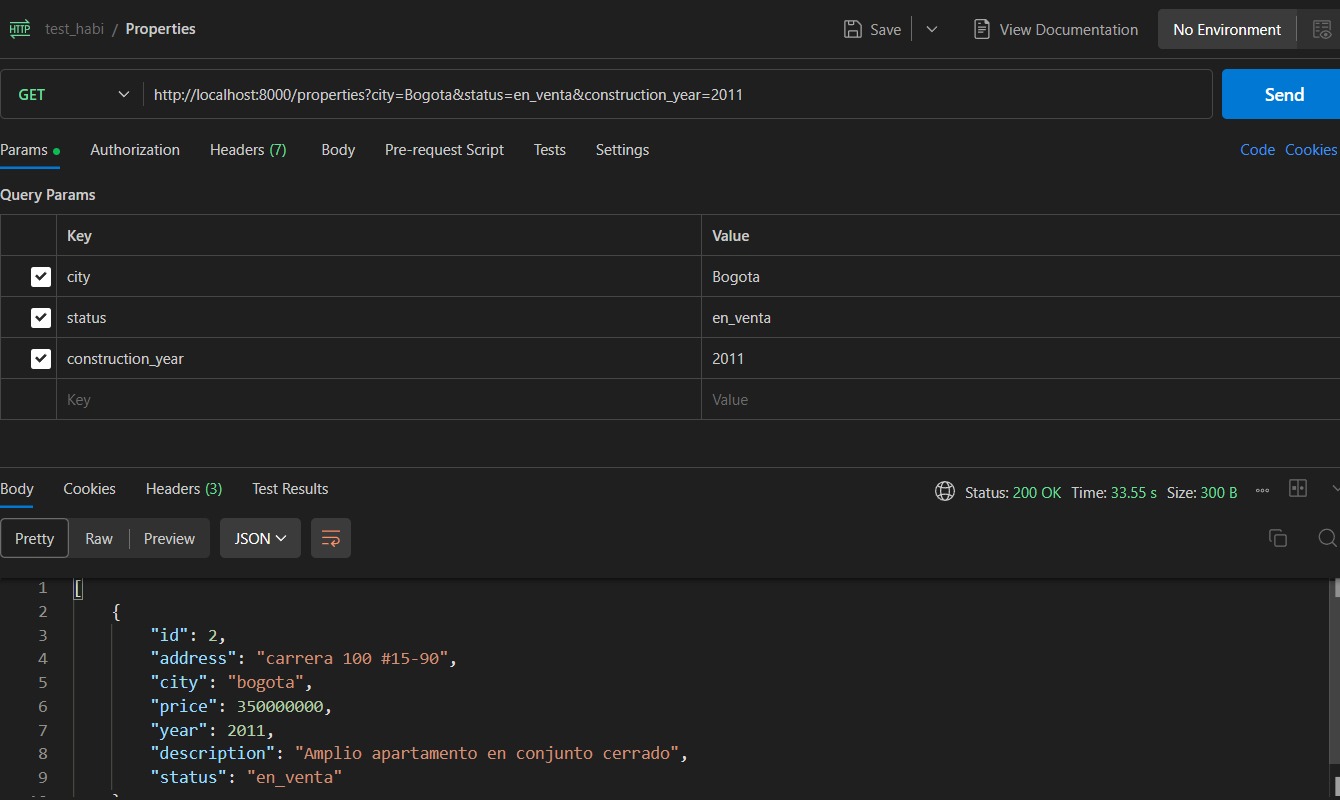 HTTP test_habi / Properties Save View Documentation No Environment
GET http://localhost:8000/properties?city=Bogota&status=en_venta&construction_year=2011 Send
Params Authorization Headers (7) Body Pre-request Script Tests Settings Code Cookies
Query Params
Key Value
city Bogota
status en_venta
construction_year 2011
Key Value
Body Cookies Headers (3) Test Results Status: 200 OK Time: 33.55 s Size: 300 B
Pretty Raw Preview JSON
1 [
2 {
3 "id": 2,
4 "address": "carrera 100 #15-90",
5 "city": "bogota",
6 "price": 350000000,
7 "year": 2011,
8 "description": "Amplio apartamento en conjunto cerrado",
9 "status": "en_venta"